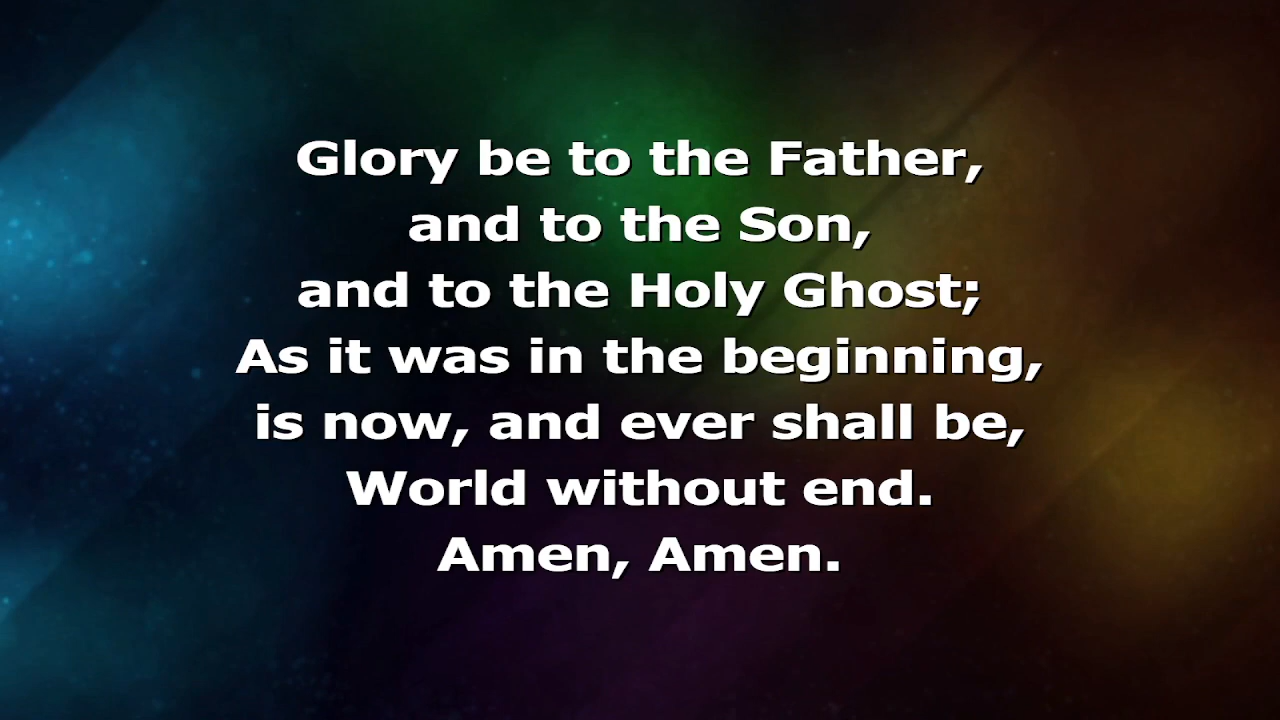 Glory be to the Father,
and to the Son,
and to the Holy Ghost;
As it was in the beginning,
is now, and ever shall be,
World without end.
Amen, Amen.